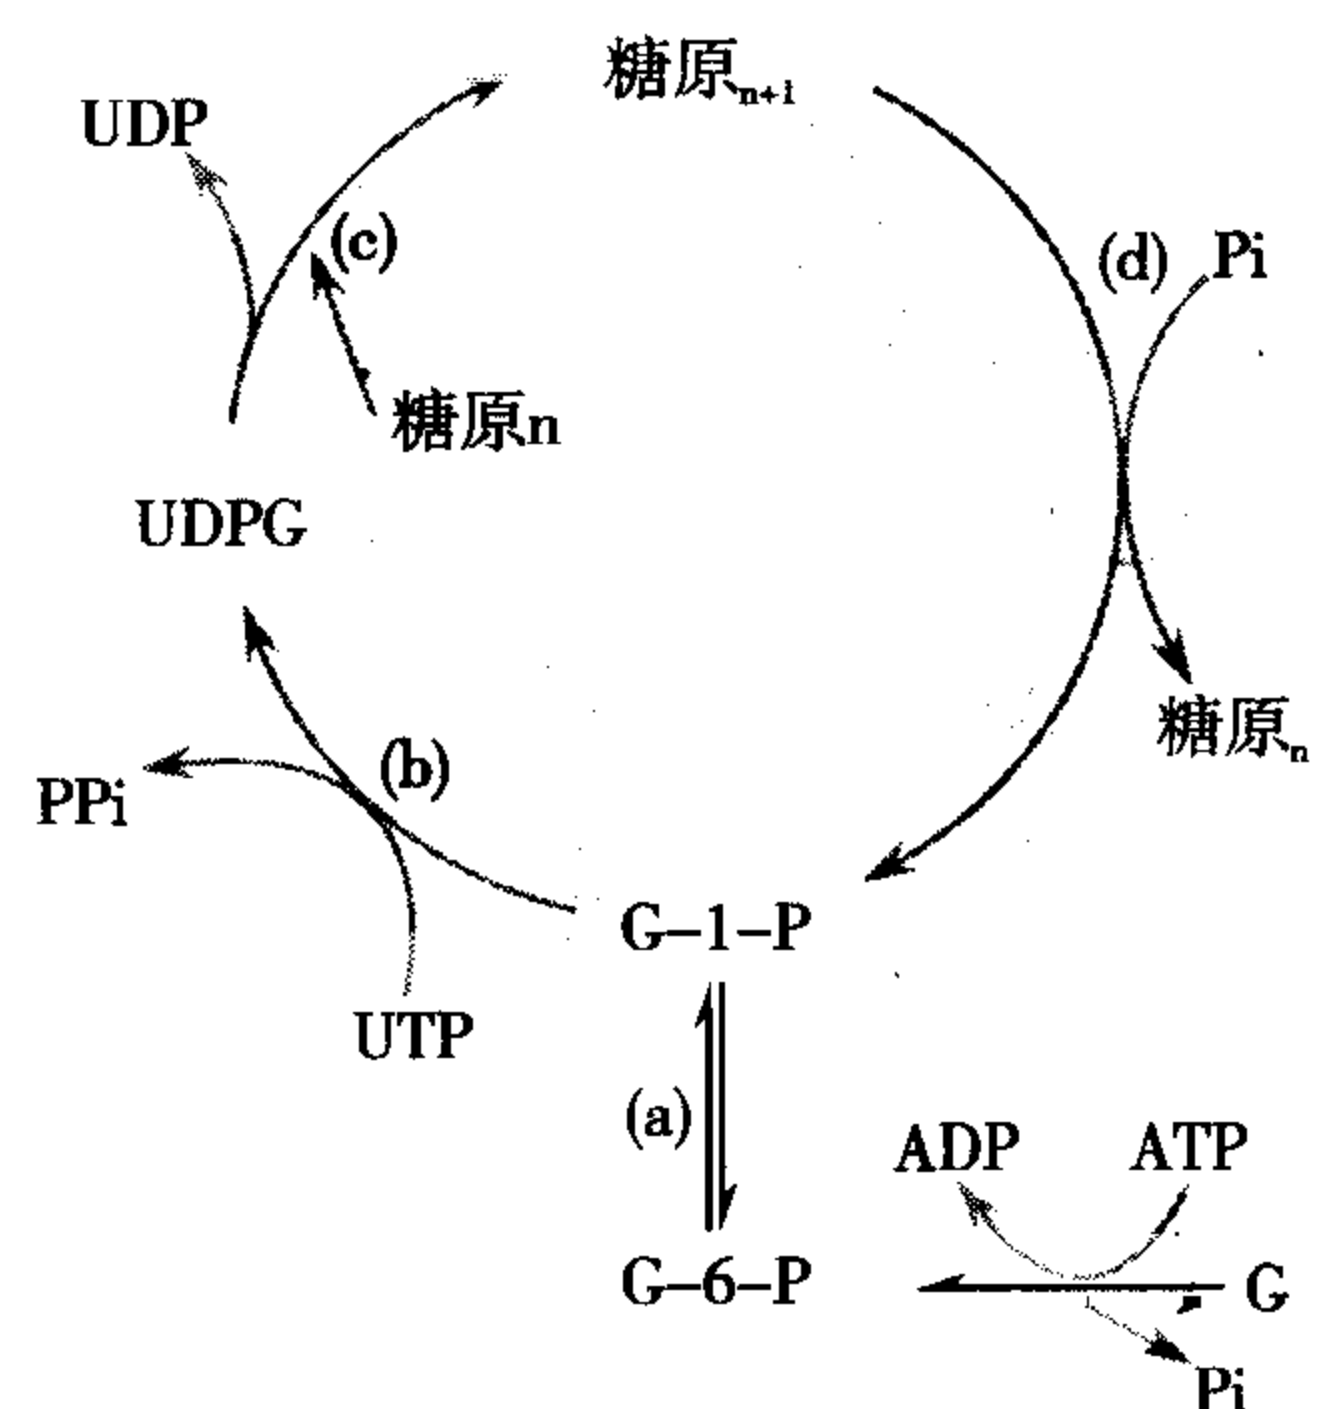 糖原n+1
UDP
(c)
(d)
Pi
糖原n
UDPG
糖原n
(b)
PPi
G-1-P
UTP
(a)
ADP
ATP
G-6-P
G
Pi